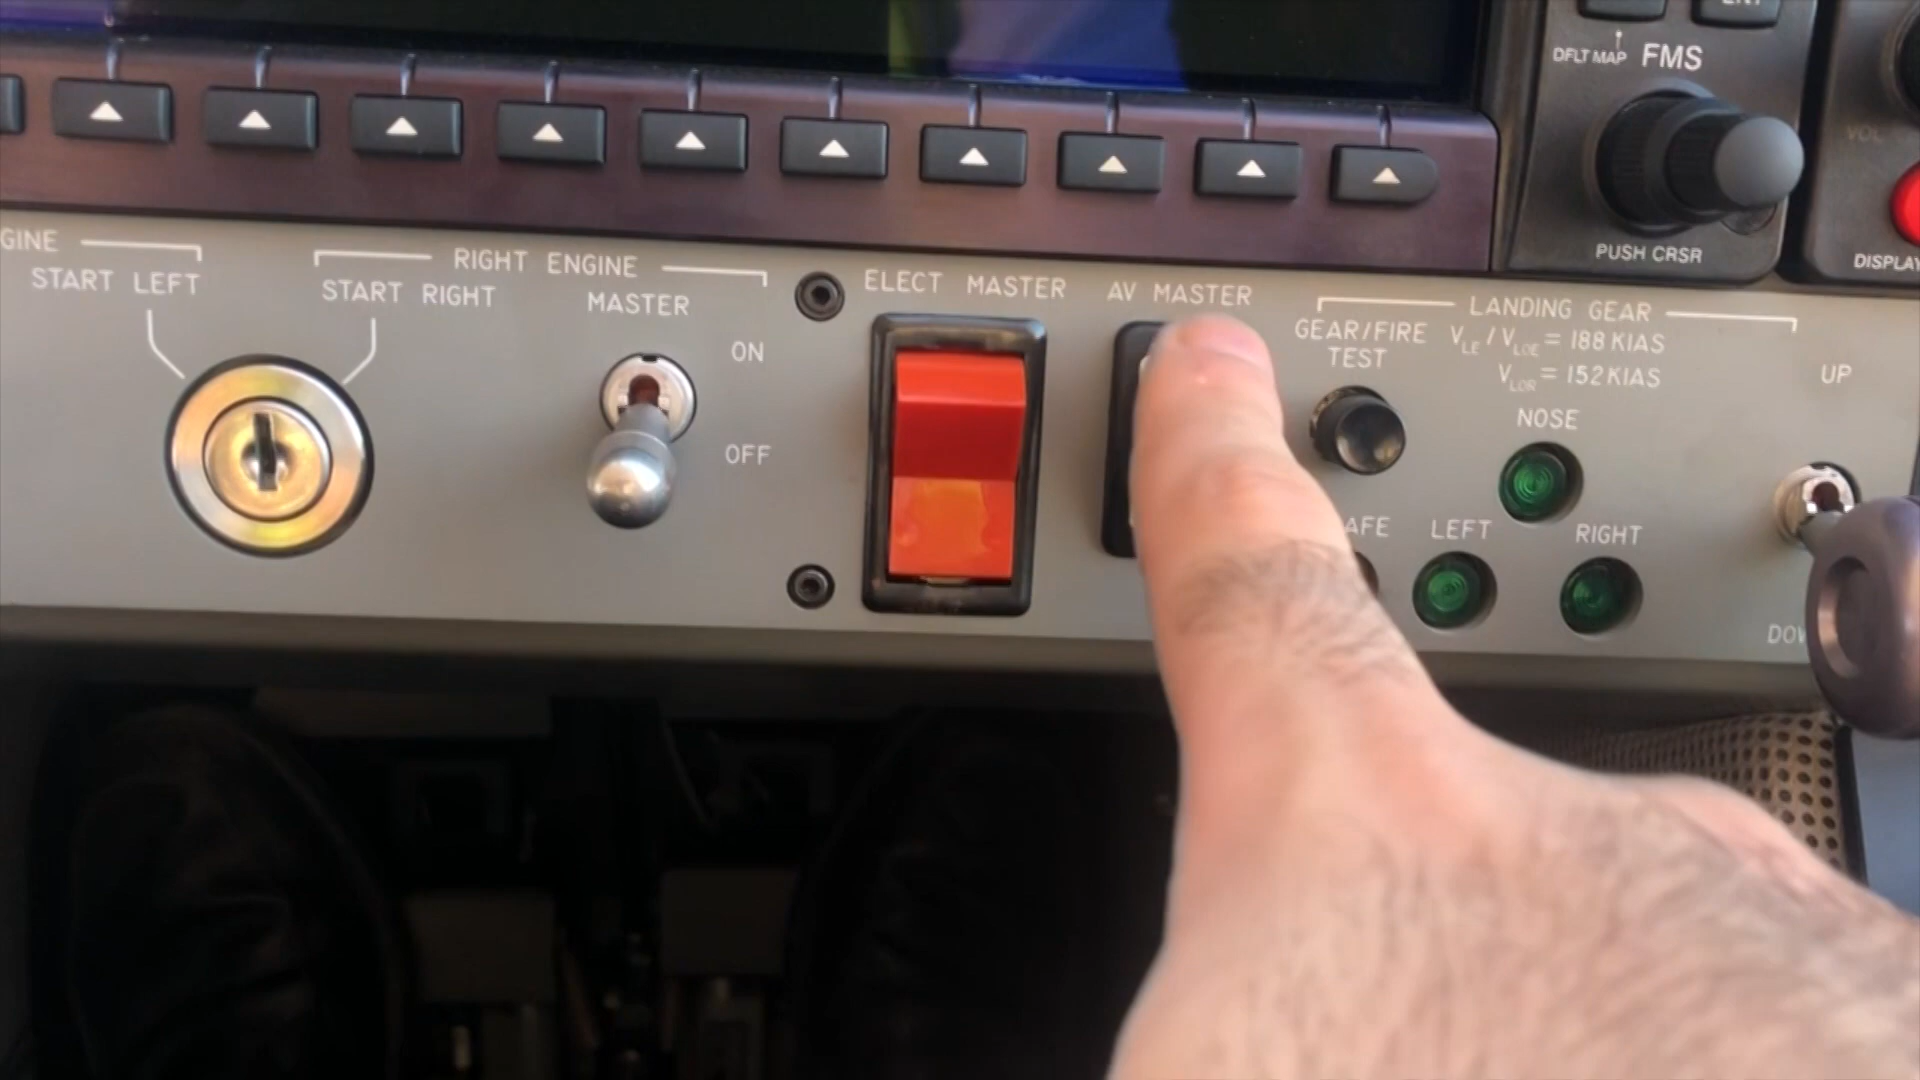 DFLT MAP FMS
VOL
PUSH CRSR
DISPLAY
GINE
START LEFT
RIGHT ENGINE
START RIGHT
MASTER
ON
OFF
ELECT MASTER
AV MASTER
LANDING GEAR
GEAR/FIRE
TEST
VLE / VLOE = 188 KIAS
VLOR = 152 KIAS
NOSE
UP
AFE
LEFT
RIGHT
DOW